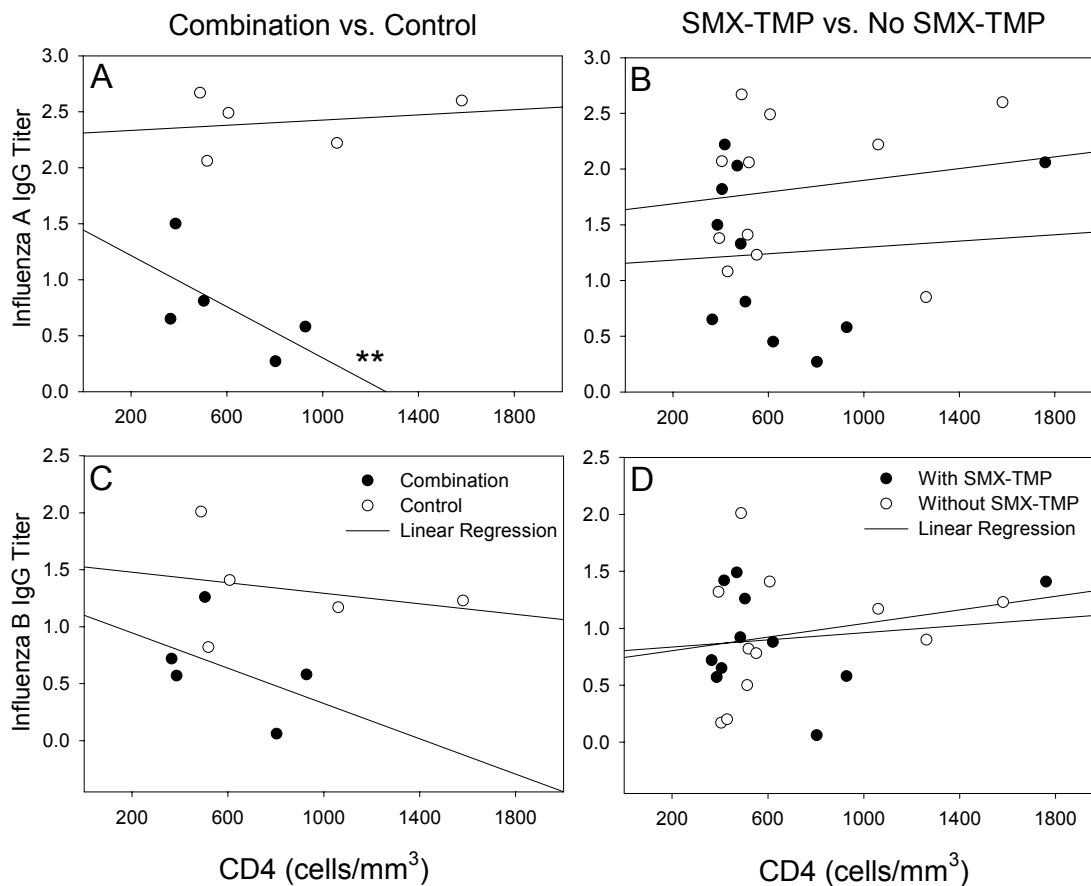 Combination vs. Control
SMX-TMP vs. No SMX-TMP
A
3.0
2.5
2.0
1.5
1.0
0.5
0.0
Influenza A IgG Titer
**
200 600 1000 1400 1800
B
3.0
2.5
2.0
1.5
1.0
0.5
0.0
200 600 1000 1400 1800
C
2.5
2.0
1.5
1.0
0.5
0.0
Influenza B IgG Titer
Combination
Control
Linear Regression
200 600 1000 1400 1800
CD4 (cells/mm³)
D
2.5
2.0
1.5
1.0
0.5
0.0
With SMX-TMP
Without SMX-TMP
Linear Regression
200 600 1000 1400 1800
CD4 (cells/mm³)